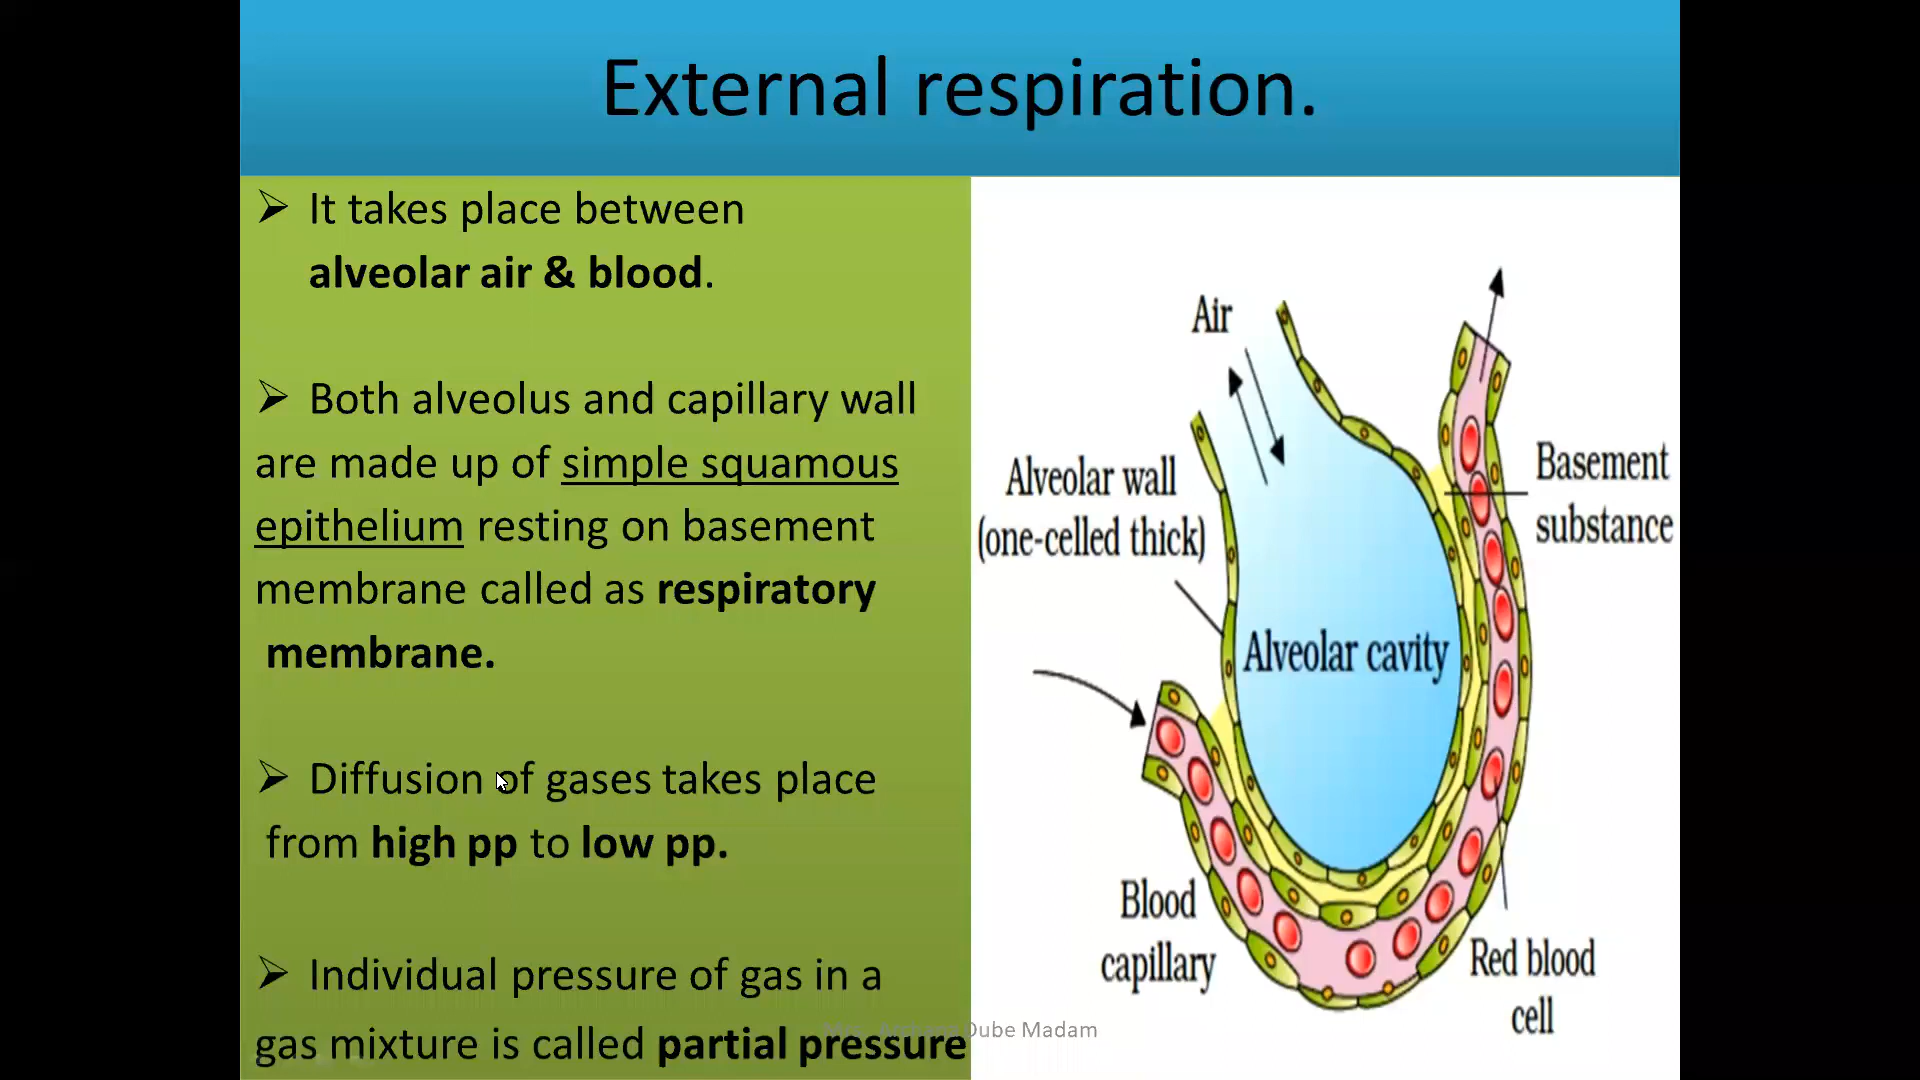 External respiration.
➢ It takes place between
alveolar air & blood.
➢ Both alveolus and capillary wall
are made up of simple squamous
epithelium resting on basement
membrane called as respiratory
membrane.
➢ Diffusion of gases takes place
from high pp to low pp.
➢ Individual pressure of gas in a
gas mixture is called partial pressure
Air
Alveolar wall
(one-celled thick)
Basement
substance
Alveolar cavity
Blood
capillary
Red blood
cell
Dube Madam